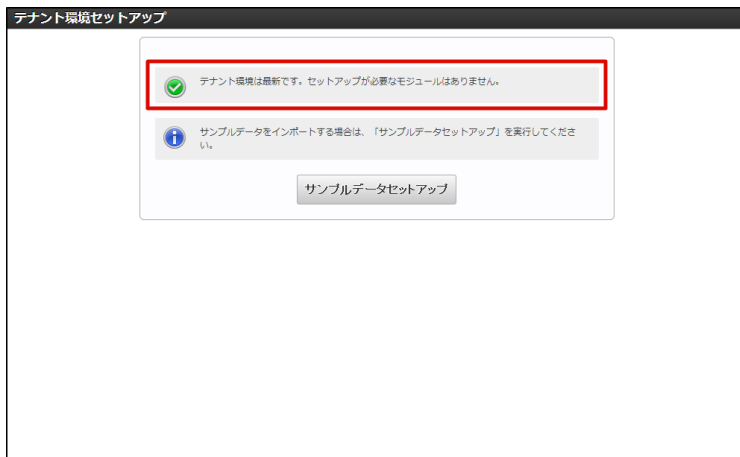 テナント環境セットアップ
テナント環境は最新です。セットアップが必要なモジュールはありません。
サンプルデータをインポートする場合は、「サンプルデータセットアップ」を実行してくださ
い。
サンプルデータセットアップ